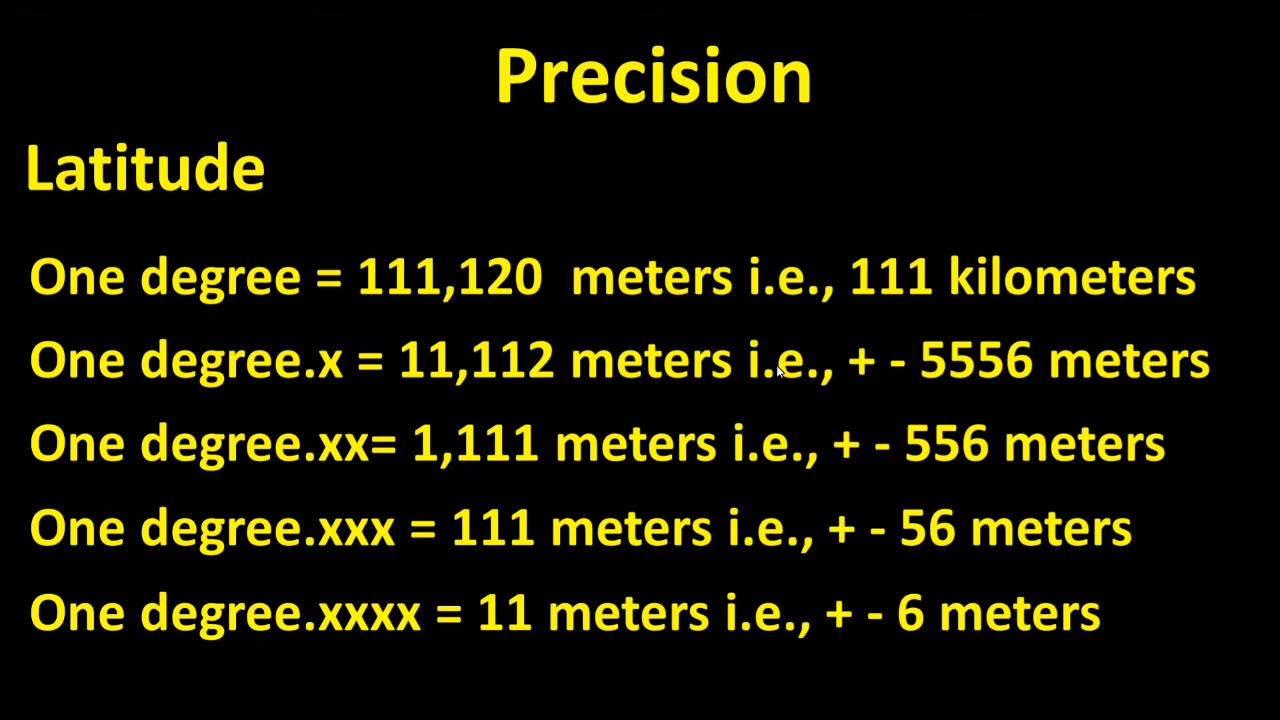 Precision
Latitude
One degree = 111,120 meters i.e., 111 kilometers
One degree.x = 11,112 meters i.e., + - 5556 meters
One degree.xx= 1,111 meters i.e., + - 556 meters
One degree.xxx = 111 meters i.e., + - 56 meters
One degree.xxxx = 11 meters i.e., + - 6 meters